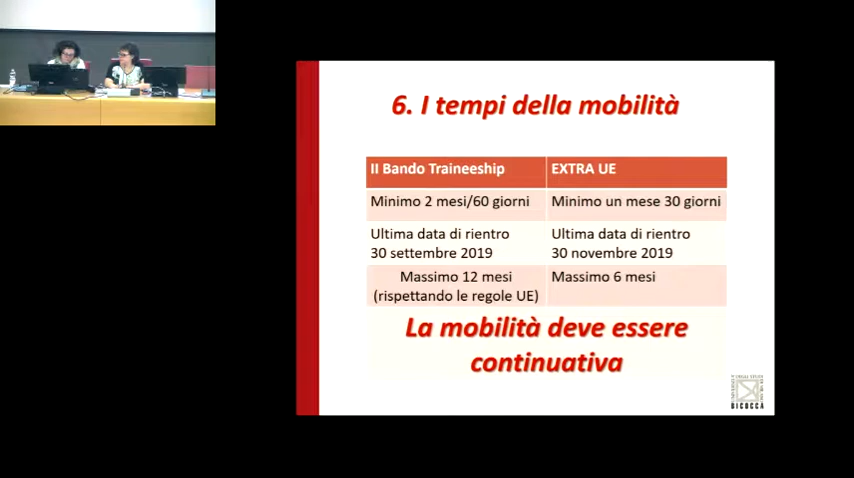 6. I tempi della mobilità
II Bando Traineeship
EXTRA UE
Minimo 2 mesi/60 giorni
Minimo un mese 30 giorni
Ultima data di rientro
30 settembre 2019
Ultima data di rientro
30 novembre 2019
Massimo 12 mesi
(rispettando le regole UE)
Massimo 6 mesi
La mobilità deve essere
continuativa
BICOCCA